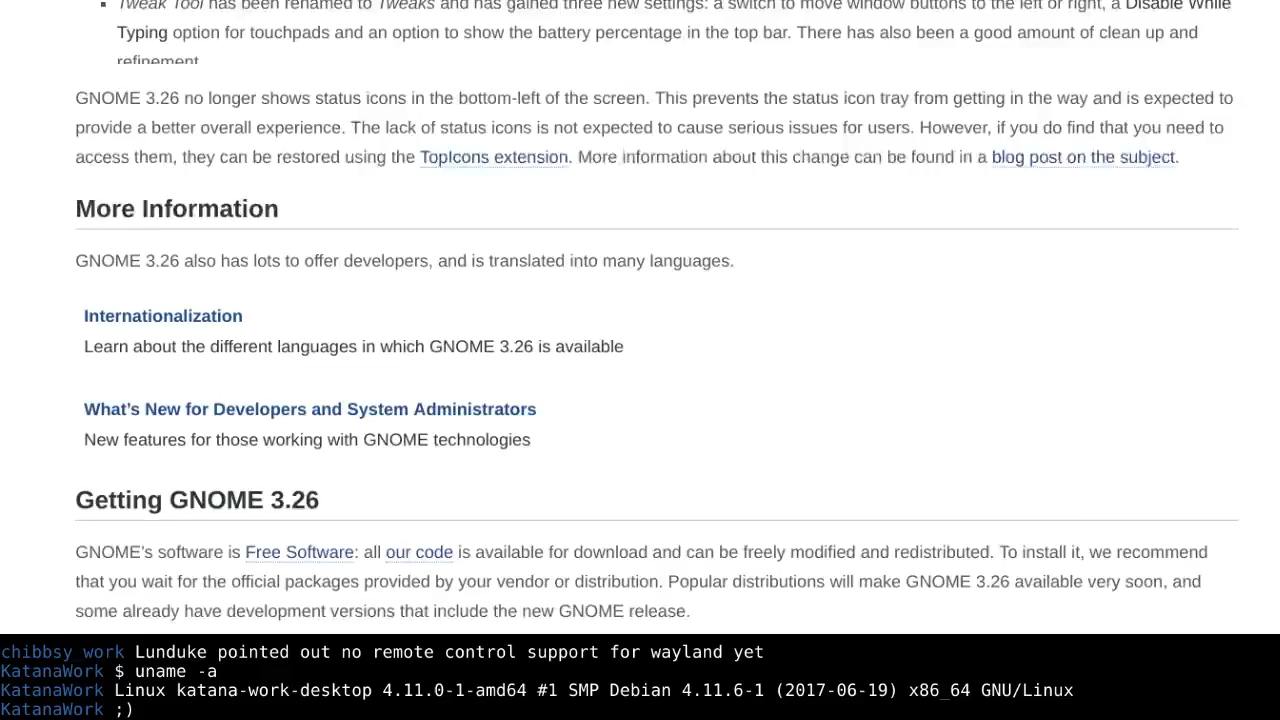 Tweak Tool has been renamed to Tweaks and has gained three new settings: a switch to move window buttons to the left or right, a Disable While
Typing option for touchpads and an option to show the battery percentage in the top bar. There has also been a good amount of clean up and
refinement.
GNOME 3.26 no longer shows status icons in the bottom-left of the screen. This prevents the status icon tray from getting in the way and is expected to
provide a better overall experience. The lack of status icons is not expected to cause serious issues for users. However, if you do find that you need to
access them, they can be restored using the TopIcons extension. More information about this change can be found in a blog post on the subject.
More Information
GNOME 3.26 also has lots to offer developers, and is translated into many languages.
Internationalization
Learn about the different languages in which GNOME 3.26 is available
What's New for Developers and System Administrators
New features for those working with GNOME technologies
Getting GNOME 3.26
GNOME's software is Free Software: all our code is available for download and can be freely modified and redistributed. To install it, we recommend
that you wait for the official packages provided by your vendor or distribution. Popular distributions will make GNOME 3.26 available very soon, and
some already have development versions that include the new GNOME release.
chibbsy_work Lunduke pointed out no remote control support for wayland yet
KatanaWork $ uname -a
KatanaWork Linux katana-work-desktop 4.11.0-1-amd64 #1 SMP Debian 4.11.6-1 (2017-06-19) x86_64 GNU/Linux
KatanaWork ;)